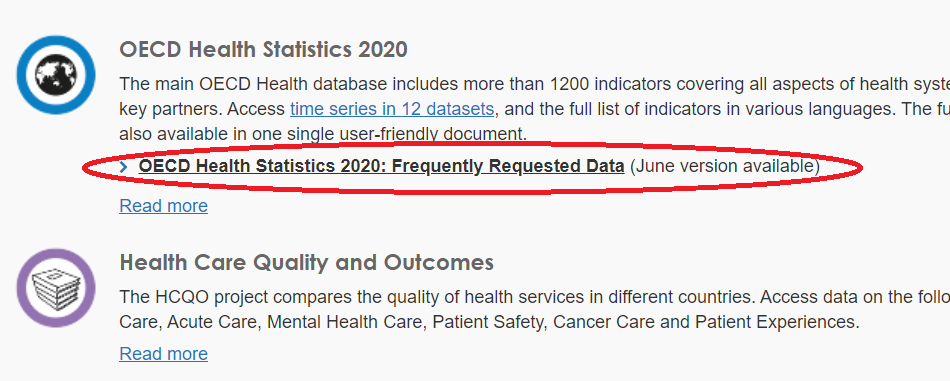 OECD Health Statistics 2020
The main OECD Health database includes more than 1200 indicators covering all aspects of health syste
key partners. Access time series in 12 datasets, and the full list of indicators in various languages. The fu
also available in one single user-friendly document.
OECD Health Statistics 2020: Frequently Requested Data (June version available)
Read more
Health Care Quality and Outcomes
The HCQO project compares the quality of health services in different countries. Access data on the follo
Care, Acute Care, Mental Health Care, Patient Safety, Cancer Care and Patient Experiences.
Read more